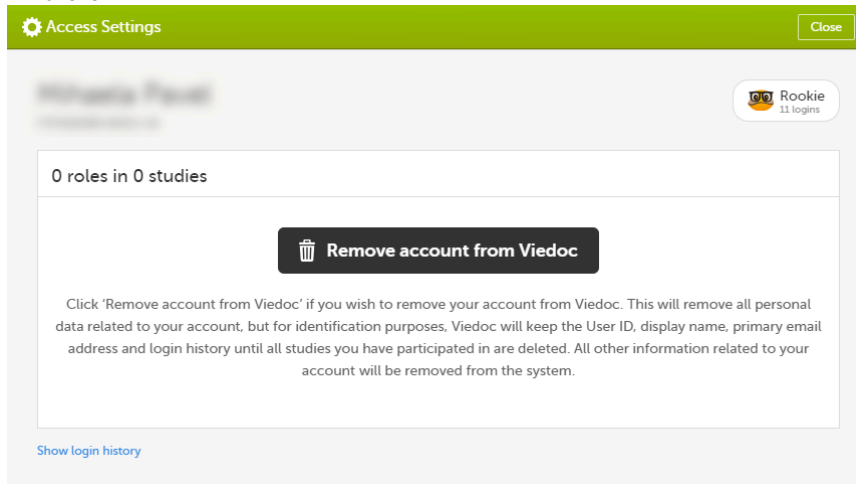 Access Settings
Close
Rookie
11 logins
0 roles in 0 studies
Remove account from Viedoc
Click ‘Remove account from Viedoc’ if you wish to remove your account from Viedoc. This will remove all personal
data related to your account, but for identification purposes, Viedoc will keep the User ID, display name, primary email
address and login history until all studies you have participated in are deleted. All other information related to your
account will be removed from the system.
Show login history